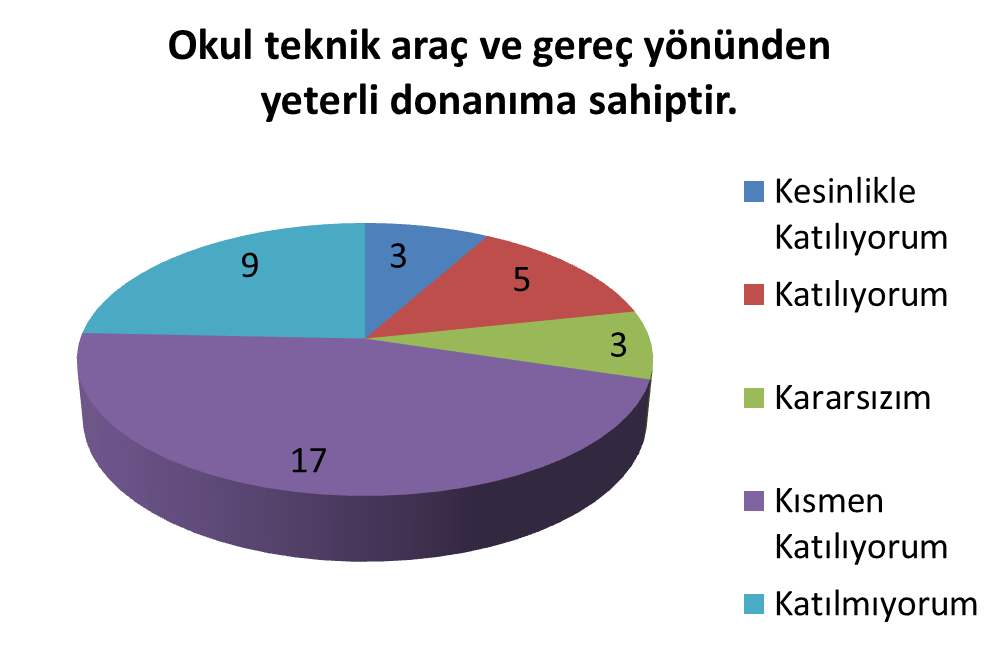 Okul teknik araç ve gereç yönünden
yeterli donanıma sahiptir.
3
5
3
17
9
Kesinlikle
Katılıyorum
Katılıyorum
Kararsızım
Kısmen
Katılıyorum
Katılmıyorum